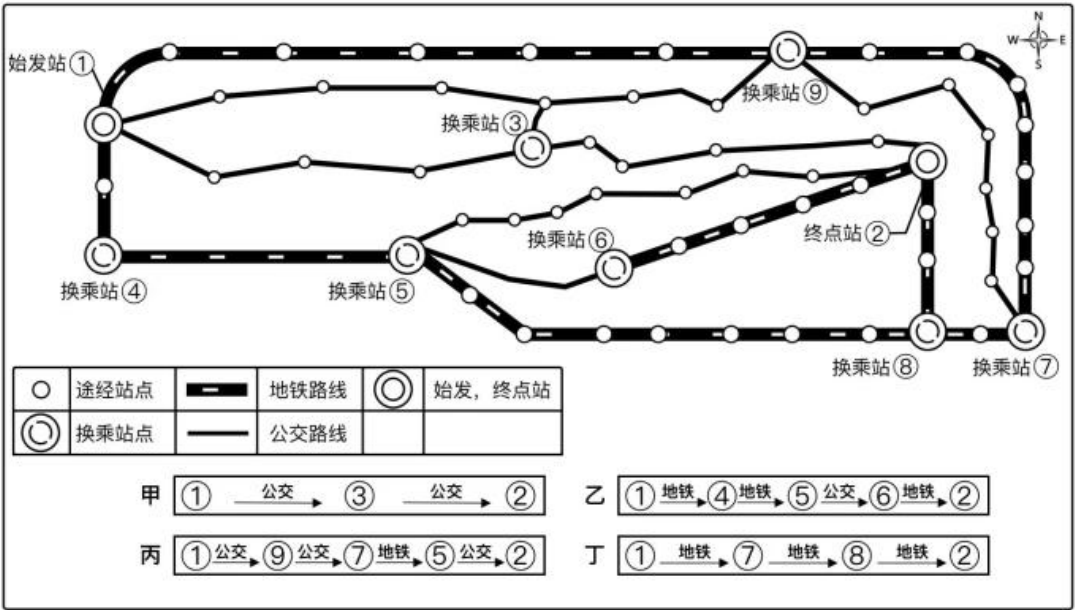 N
W E
S
始发站①
换乘站⑨
换乘站③
换乘站⑥
终点站②
换乘站④
换乘站⑤
换乘站⑧
换乘站⑦
途经站点 地铁路线 始发，终点站
换乘站点 公交路线
甲 ① 公交 ③ 公交 ②
乙 ① 地铁 ④ 地铁 ⑤ 公交 ⑥ 地铁 ②
丙 ① 公交 ⑨ 公交 ⑦ 地铁 ⑤ 公交 ②
丁 ① 地铁 ⑦ 地铁 ⑧ 地铁 ②